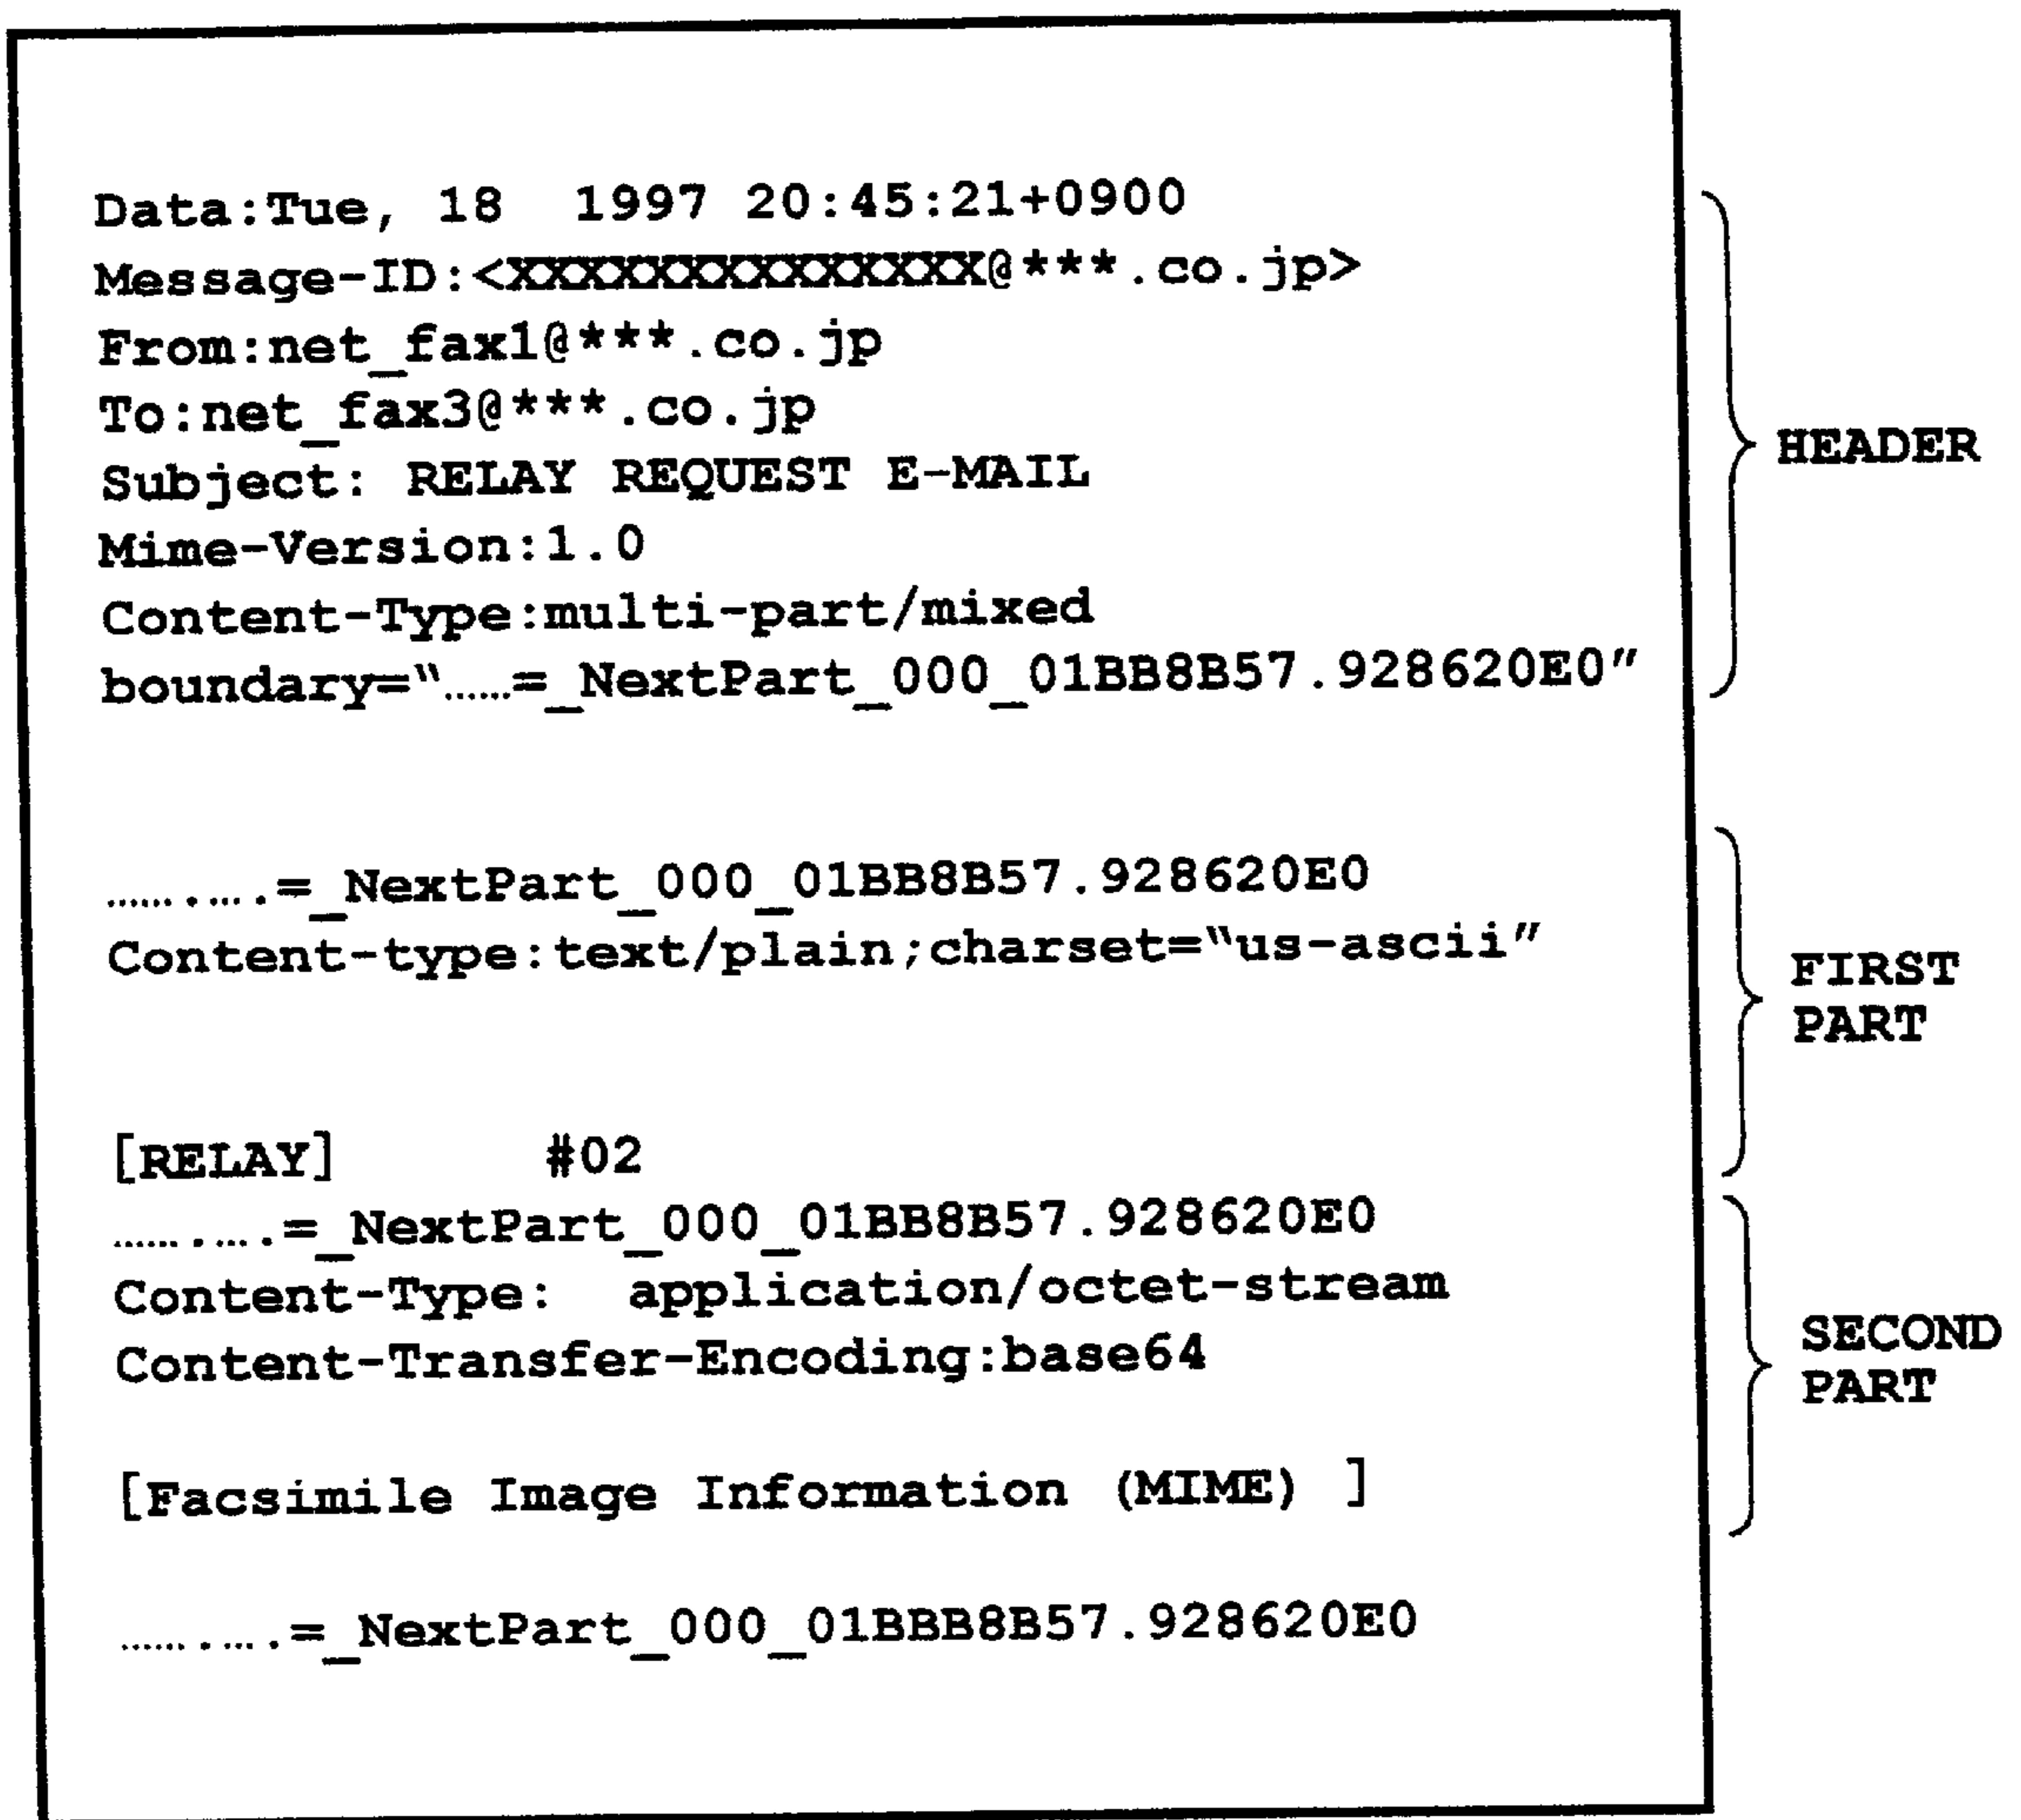 Data:Tue, 18 1997 20:45:21+0900
Message-ID:<XXXXXXXXXXXXXXX@***.co.jp>
From:net_fax1@***.co.jp
To:net_fax3@***.co.jp
Subject: RELAY REQUEST E-MAIL
Mime-Version:1.0
Content-Type:multi-part/mixed
boundary=“......=_NextPart_000_01BB8B57.928620E0”
HEADER
..........=_NextPart_000_01BB8B57.928620E0
Content-type:text/plain;charset=“us-ascii”
[RELAY] #02
FIRST
PART
..........=_NextPart_000_01BB8B57.928620E0
Content-Type: application/octet-stream
Content-Transfer-Encoding:base64
[Facsimile Image Information (MIME) ]
SECOND
PART
..........=_NextPart_000_01BBB8B57.928620E0